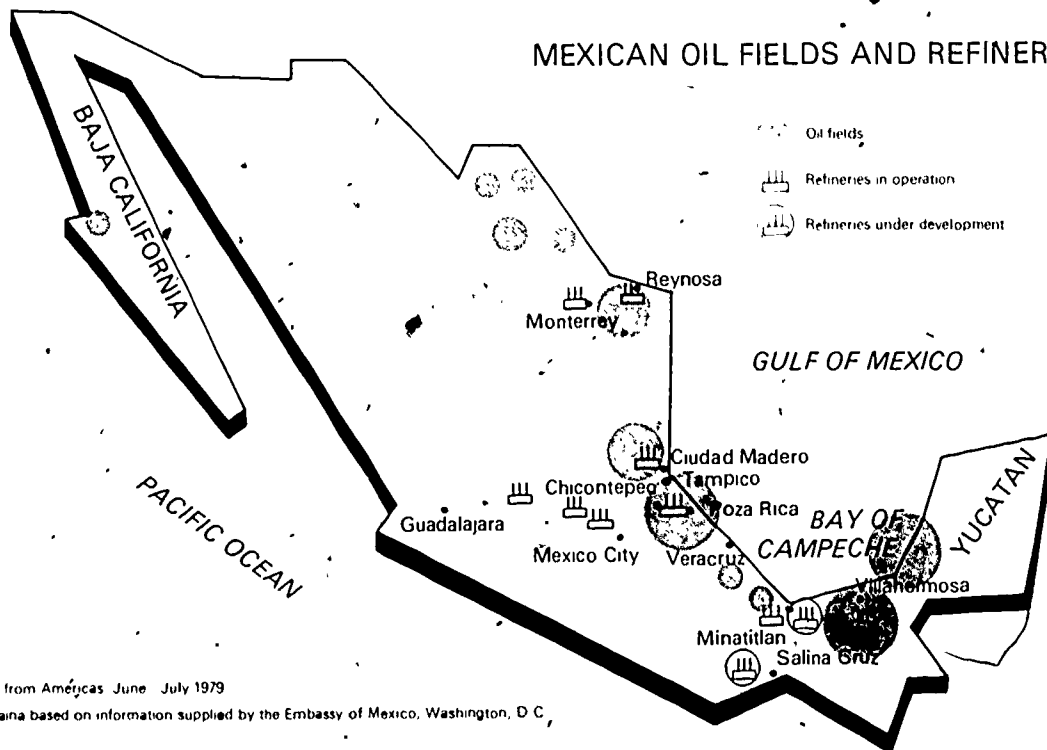 MEXICAN OIL FIELDS AND REFINER
Oil fields
Refineries in operation
Refineries under development
BAJA CALIFORNIA
Reynosa
Monterrey
GULF OF MEXICO
Ciudad Madero
Tampico
Chicontepec
Poza Rica
Guadalajara
PACIFIC OCEAN
Mexico City
Veracruz
BAY OF
CAMPECHE
YUCATAN
Villahermosa
Minatitlan
Salina Cruz
from Américas June July 1979
aina based on information supplied by the Embassy of Mexico, Washington, D C,